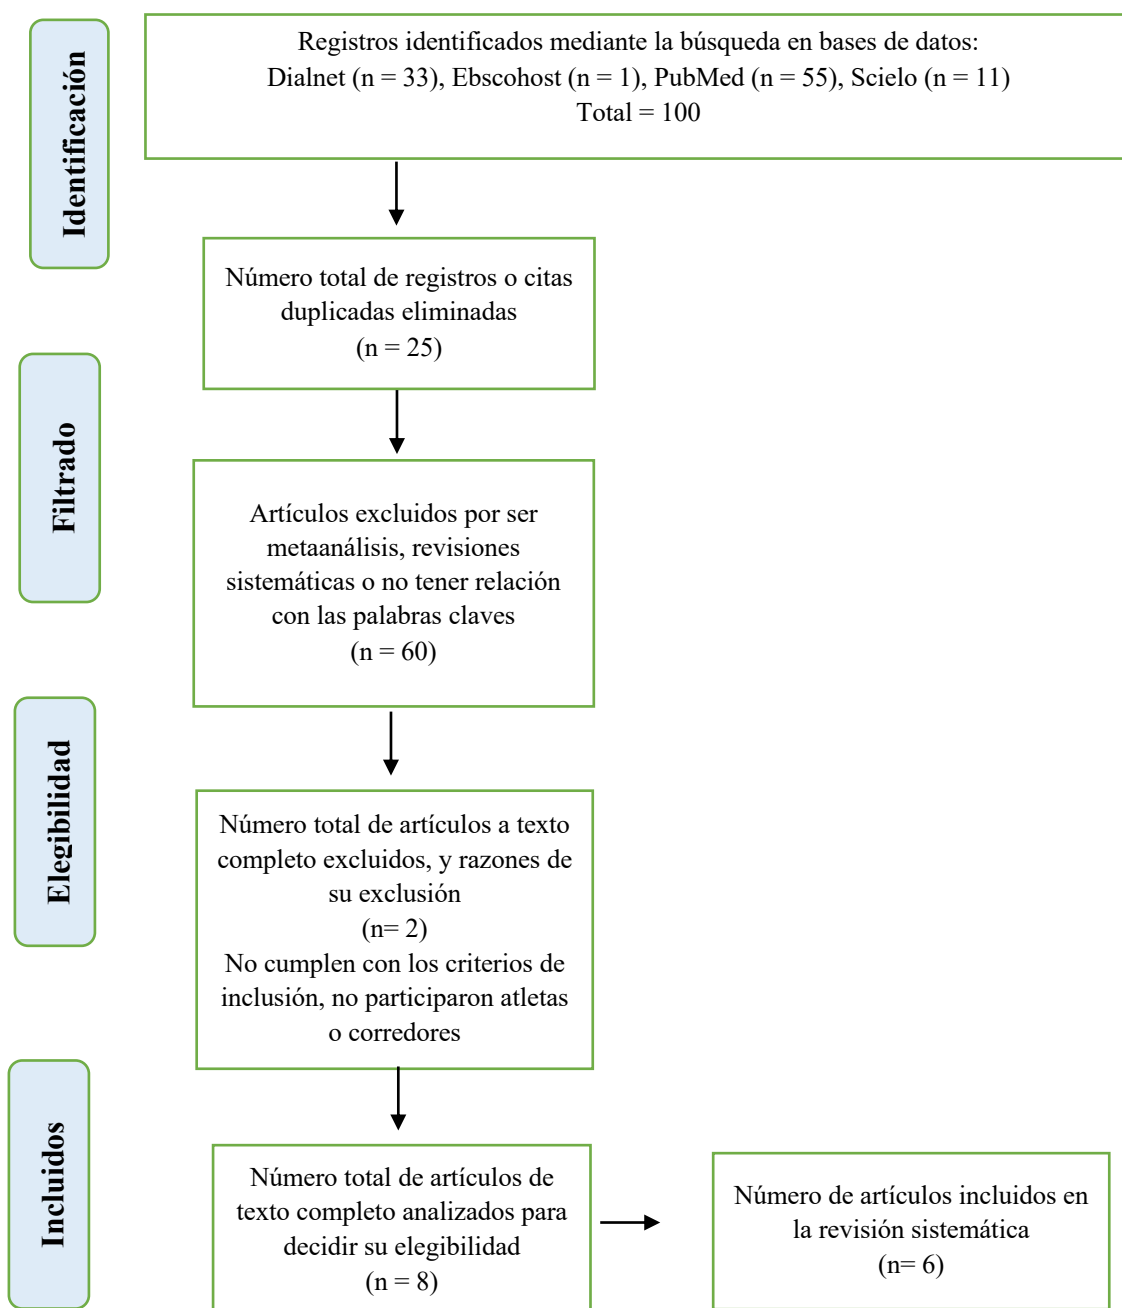 Identificación
Registros identificados mediante la búsqueda en bases de datos:
Dialnet (n = 33), Ebscohost (n = 1), PubMed (n = 55), Scielo (n = 11)
Total = 100
Número total de registros o citas
duplicadas eliminadas
(n = 25)
Filtrado
Artículos excluidos por ser
metaanálisis, revisiones
sistemáticas o no tener relación
con las palabras claves
(n = 60)
Elegibilidad
Número total de artículos a texto
completo excluidos, y razones de
su exclusión
(n= 2)
No cumplen con los criterios de
inclusión, no participaron atletas
o corredores
Incluidos
Número total de artículos de
texto completo analizados para
decidir su elegibilidad
(n = 8)
Número de artículos incluidos en
la revisión sistemática
(n= 6)